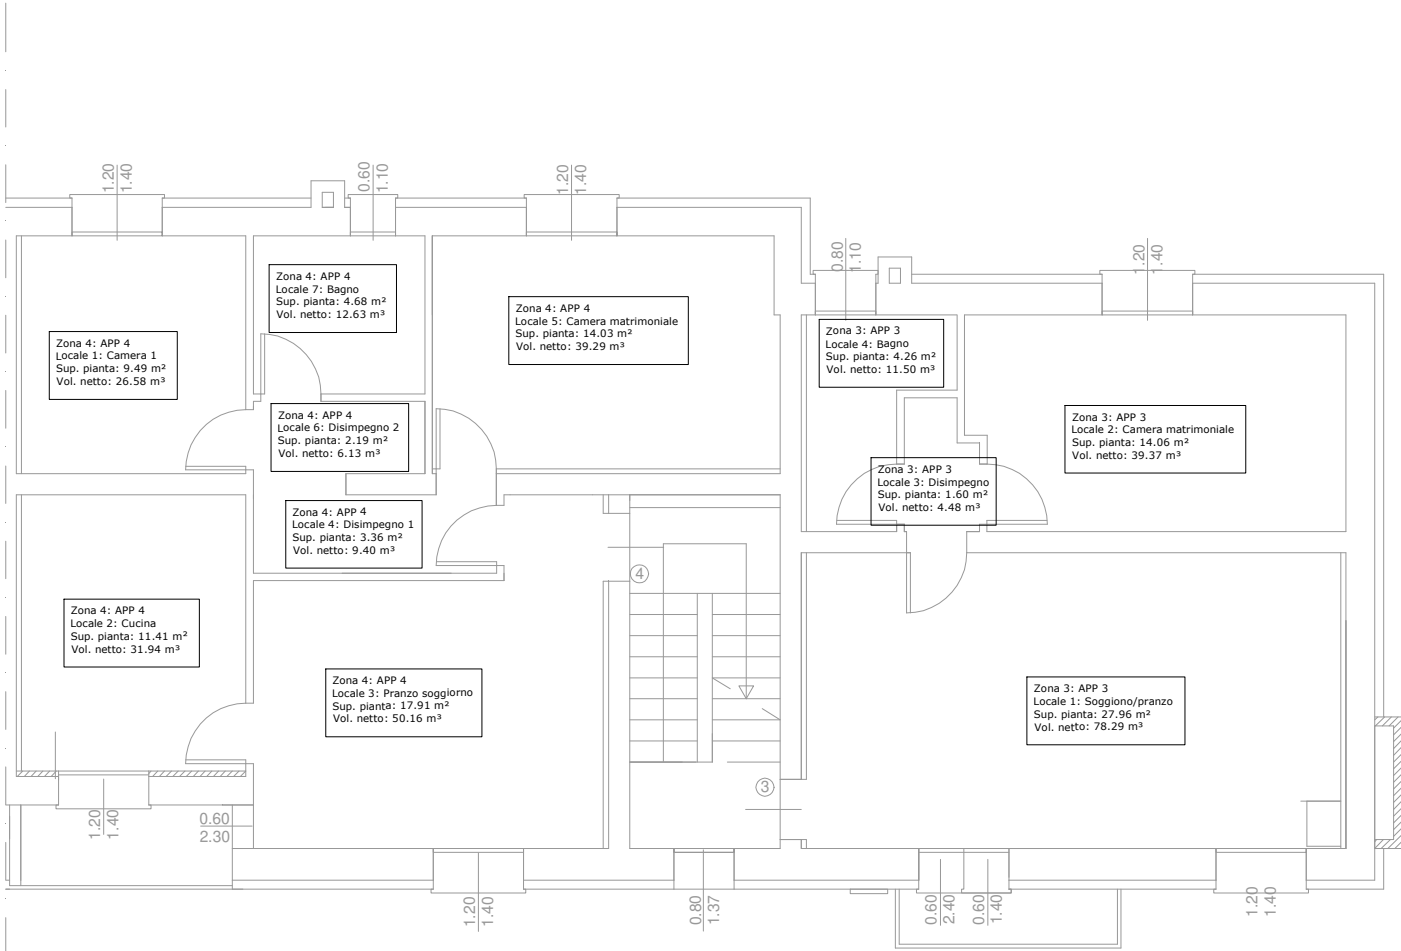 1.20
1.40
0.60
1.10
1.20
1.40
0.80
1.10
1.20
1.40
Zona 4: APP 4
Locale 7: Bagno
Sup. pianta: 4.68 m²
Vol. netto: 12.63 m³
Zona 4: APP 4
Locale 5: Camera matrimoniale
Sup. pianta: 14.03 m²
Vol. netto: 39.29 m³
Zona 3: APP 3
Locale 4: Bagno
Sup. pianta: 4.26 m²
Vol. netto: 11.50 m³
Zona 4: APP 4
Locale 1: Camera 1
Sup. pianta: 9.49 m²
Vol. netto: 26.58 m³
Zona 4: APP 4
Locale 6: Disimpegno 2
Sup. pianta: 2.19 m²
Vol. netto: 6.13 m³
Zona 3: APP 3
Locale 2: Camera matrimoniale
Sup. pianta: 14.06 m²
Vol. netto: 39.37 m³
Zona 3: APP 3
Locale 3: Disimpegno
Sup. pianta: 1.60 m²
Vol. netto: 4.48 m³
Zona 4: APP 4
Locale 4: Disimpegno 1
Sup. pianta: 3.36 m²
Vol. netto: 9.40 m³
4
Zona 4: APP 4
Locale 2: Cucina
Sup. pianta: 11.41 m²
Vol. netto: 31.94 m³
Zona 4: APP 4
Locale 3: Pranzo soggiorno
Sup. pianta: 17.91 m²
Vol. netto: 50.16 m³
Zona 3: APP 3
Locale 1: Soggiono/pranzo
Sup. pianta: 27.96 m²
Vol. netto: 78.29 m³
3
1.20
1.40
0.60
2.30
1.20
1.40
0.80
1.37
0.60
2.40
0.60
1.40
1.20
1.40